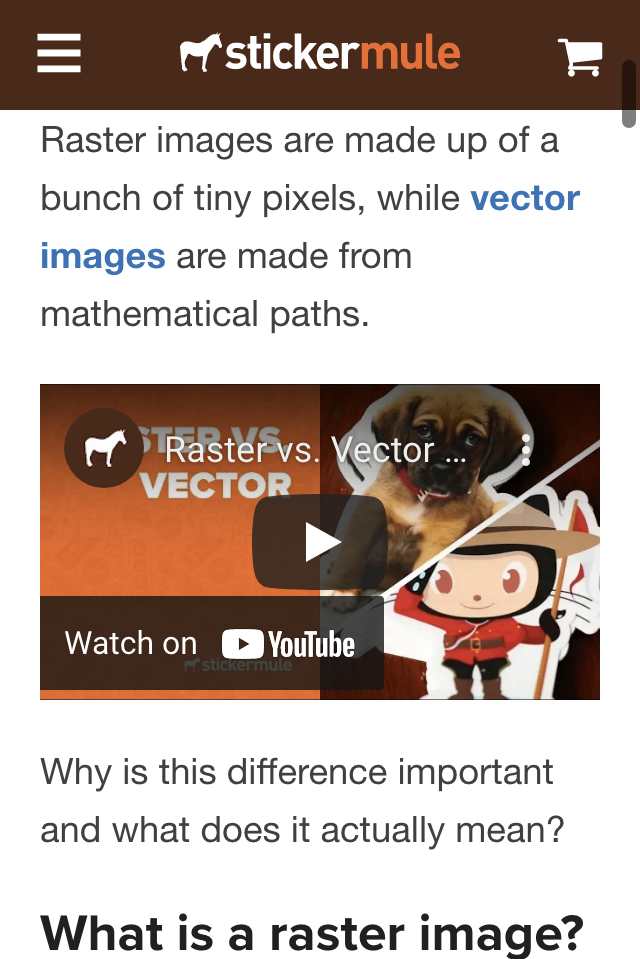 stickermule
Raster images are made up of a
bunch of tiny pixels, while vector
images are made from
mathematical paths.
Raster vs. Vector ...
STER VS.
VECTOR
Watch on YouTube
stickermule
Why is this difference important
and what does it actually mean?
What is a raster image?